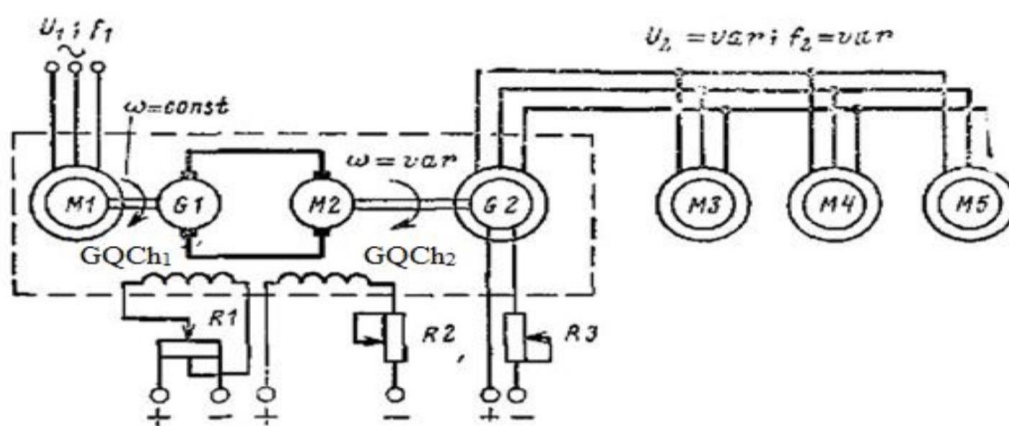 U₁; f₁
~
U₂ = var; f₂ = var
ω=const
ω = var
M1 G1 M2 G2 M3 M4 M5
GQCh₁ GQCh₂
R1 R2 R3
+ − + − + −